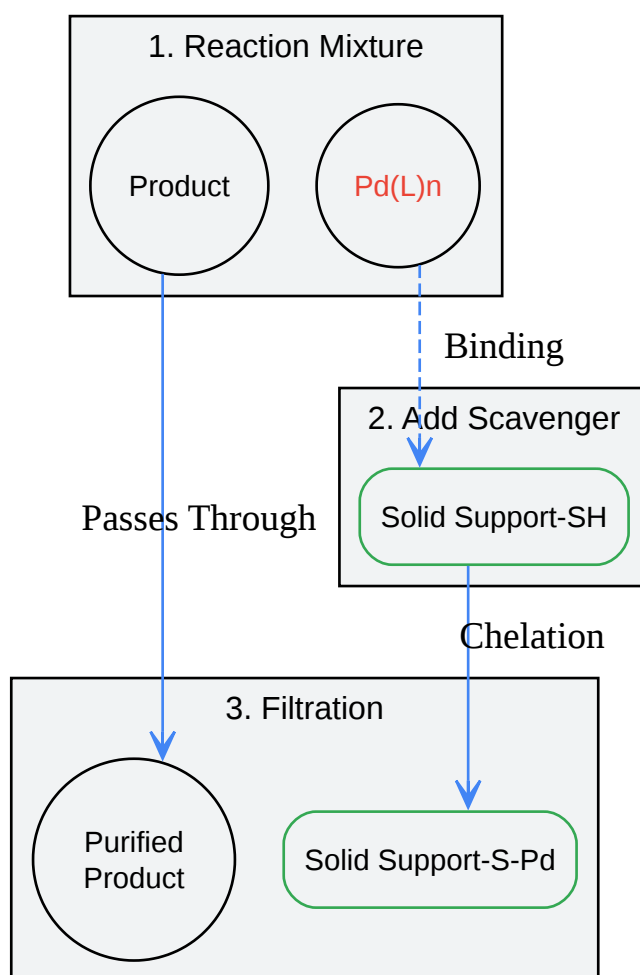 1. Reaction Mixture
Product
Pd(L)n
Binding
2. Add Scavenger
Solid Support-SH
Passes Through
Chelation
3. Filtration
Purified
Product
Solid Support-S-Pd